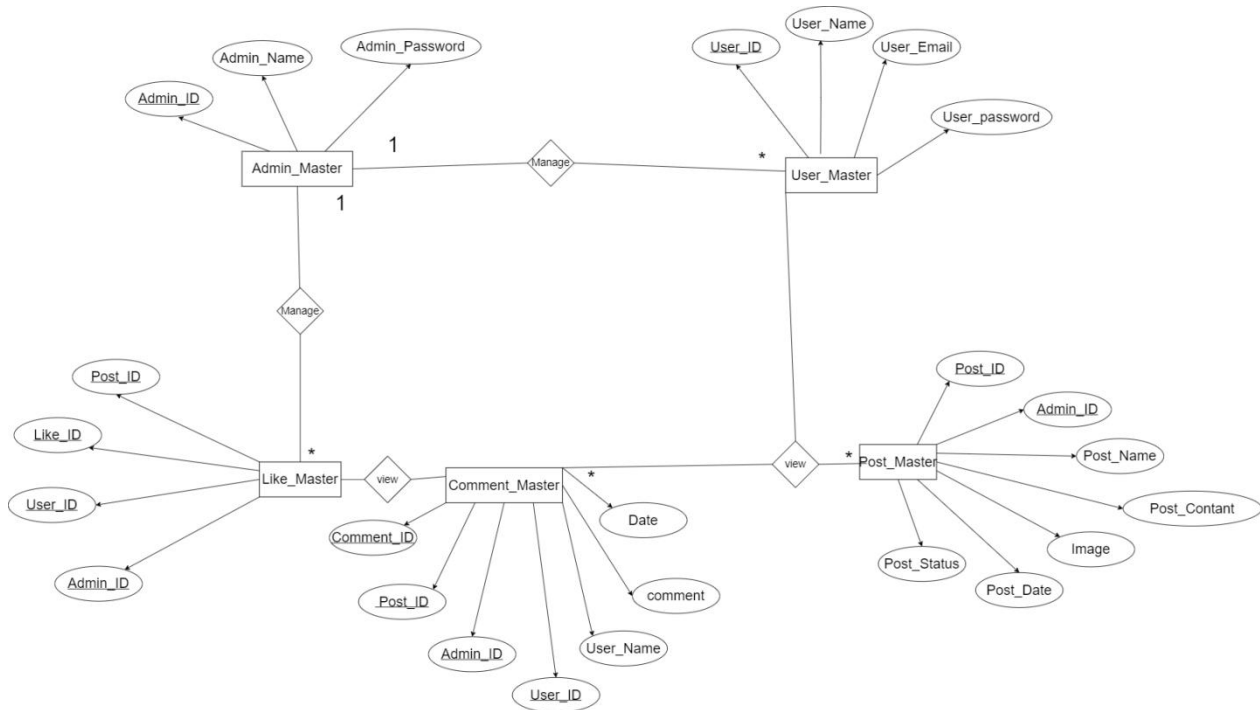 User_Name
User_ID
User_Email
Admin_Password
Admin_Name
Admin_ID
User_password
1
*
Manage
Admin_Master
User_Master
1
Manage
Post_ID
Like_ID
User_ID
Admin_ID
*
Like_Master
view
Comment_Master
*
view
*
Post_Master
Post_ID
Admin_ID
Post_Name
Post_Contant
Image
Post_Date
Post_Status
Date
Comment_ID
Post_ID
Admin_ID
User_ID
User_Name
comment